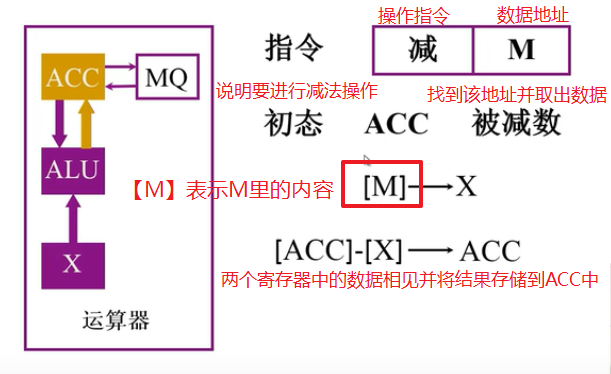 操作指令 数据地址
指令 减 M
ACC MQ
说明要进行减法操作 找到该地址并取出数据
初态 ACC 被减数
ALU
【M】表示M里的内容 [M]→X
X
[ACC]-[X]→ACC
两个寄存器中的数据相见并将结果存储到ACC中
运算器